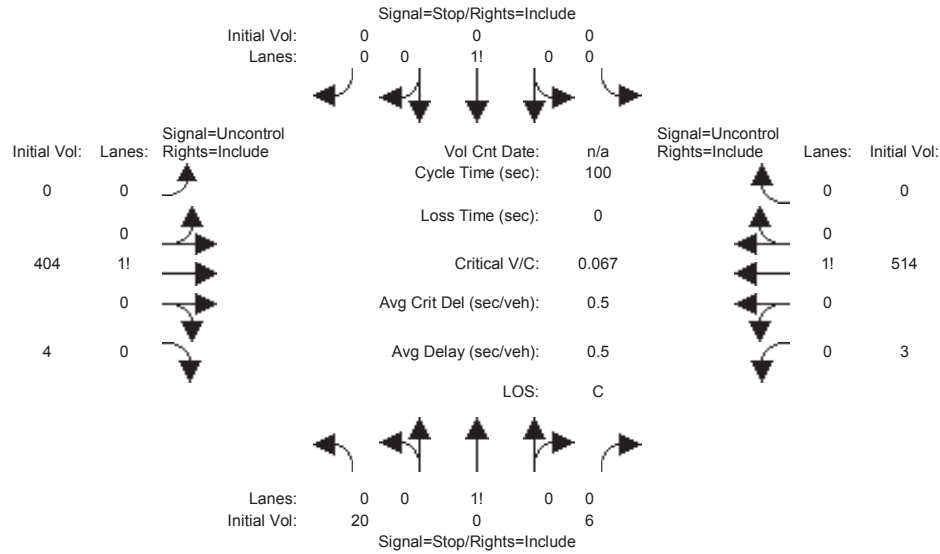 Signal=Stop/Rights=Include
Initial Vol: 0 0 0
Lanes: 0 0 1! 0 0
Signal=Uncontrol
Initial Vol: Lanes: Rights=Include
Vol Cnt Date: n/a
Signal=Uncontrol
Rights=Include Lanes: Initial Vol:
Cycle Time (sec): 100
0 0
0 0
Loss Time (sec): 0
0
0
404 1!
Critical V/C: 0.067
1! 514
0
Avg Crit Del (sec/veh): 0.5
0
4 0
Avg Delay (sec/veh): 0.5
0 3
LOS: C
Lanes: 0 0 1! 0 0
Initial Vol: 20 0 6
Signal=Stop/Rights=Include